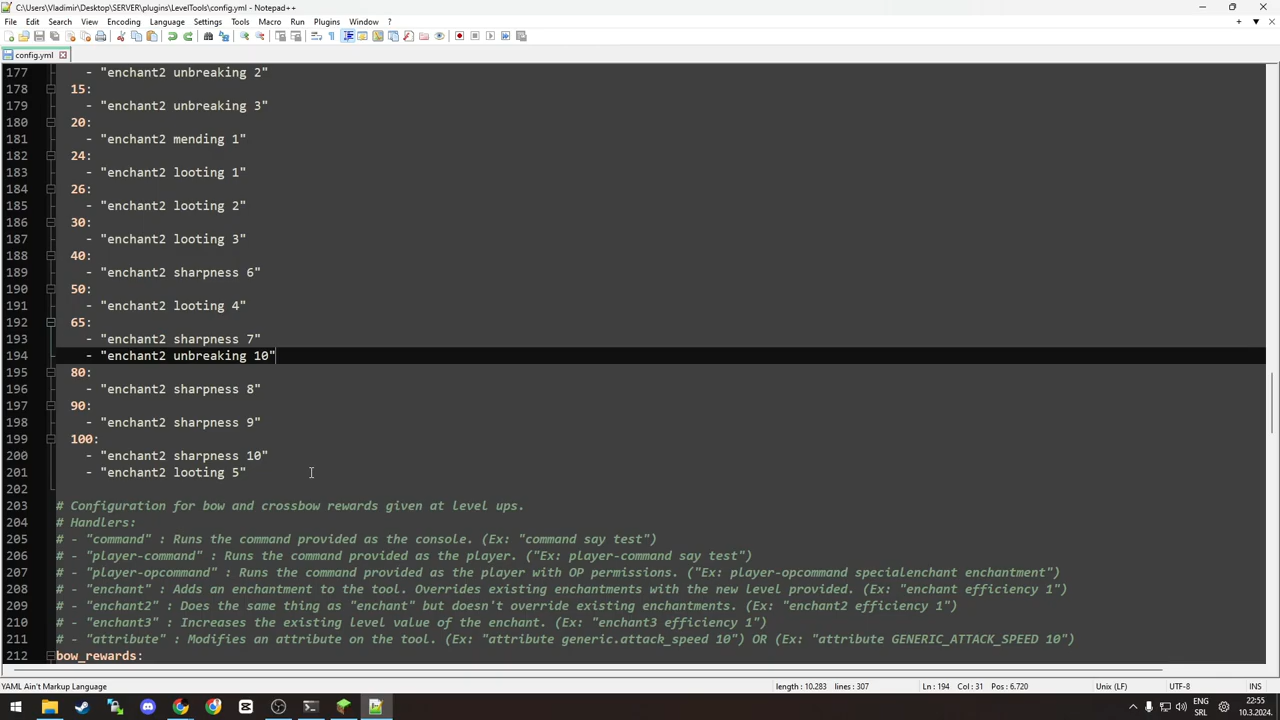 C:\Users\Vladimir\Desktop\SERVER\plugins\LevelTools\config.yml - Notepad++
File Edit Search View Encoding Language Settings Tools Macro Run Plugins Window ?
config.yml
177 - "enchant2 unbreaking 2"
178 15:
179 - "enchant2 unbreaking 3"
180 20:
181 - "enchant2 mending 1"
182 24:
183 - "enchant2 looting 1"
184 26:
185 - "enchant2 looting 2"
186 30:
187 - "enchant2 looting 3"
188 40:
189 - "enchant2 sharpness 6"
190 50:
191 - "enchant2 looting 4"
192 65:
193 - "enchant2 sharpness 7"
194 - "enchant2 unbreaking 10"
195 80:
196 - "enchant2 sharpness 8"
197 90:
198 - "enchant2 sharpness 9"
199 100:
200 - "enchant2 sharpness 10"
201 - "enchant2 looting 5"
202
203 # Configuration for bow and crossbow rewards given at level ups.
204 # Handlers:
205 # - "command" : Runs the command provided as the console. (Ex: "command say test")
206 # - "player-command" : Runs the command provided as the player. ("Ex: player-command say test")
207 # - "player-opcommand" : Runs the command provided as the player with OP permissions. ("Ex: player-opcommand specialenchant enchantment")
208 # - "enchant" : Adds an enchantment to the tool. Overrides existing enchantments with the new level provided. (Ex: "enchant efficiency 1")
209 # - "enchant2" : Does the same thing as "enchant" but doesn't override existing enchantments. (Ex: "enchant2 efficiency 1")
210 # - "enchant3" : Increases the existing level value of the enchant. (Ex: "enchant3 efficiency 1")
211 # - "attribute" : Modifies an attribute on the tool. (Ex: "attribute generic.attack_speed 10") OR (Ex: "attribute GENERIC_ATTACK_SPEED 10")
212 bow_rewards:
YAML Ain't Markup Language length : 10.283 lines : 307 Ln : 194 Col : 31 Pos : 6.720 Unix (LF) UTF-8 INS
ENG 22:55
SRL 10.3.2024.